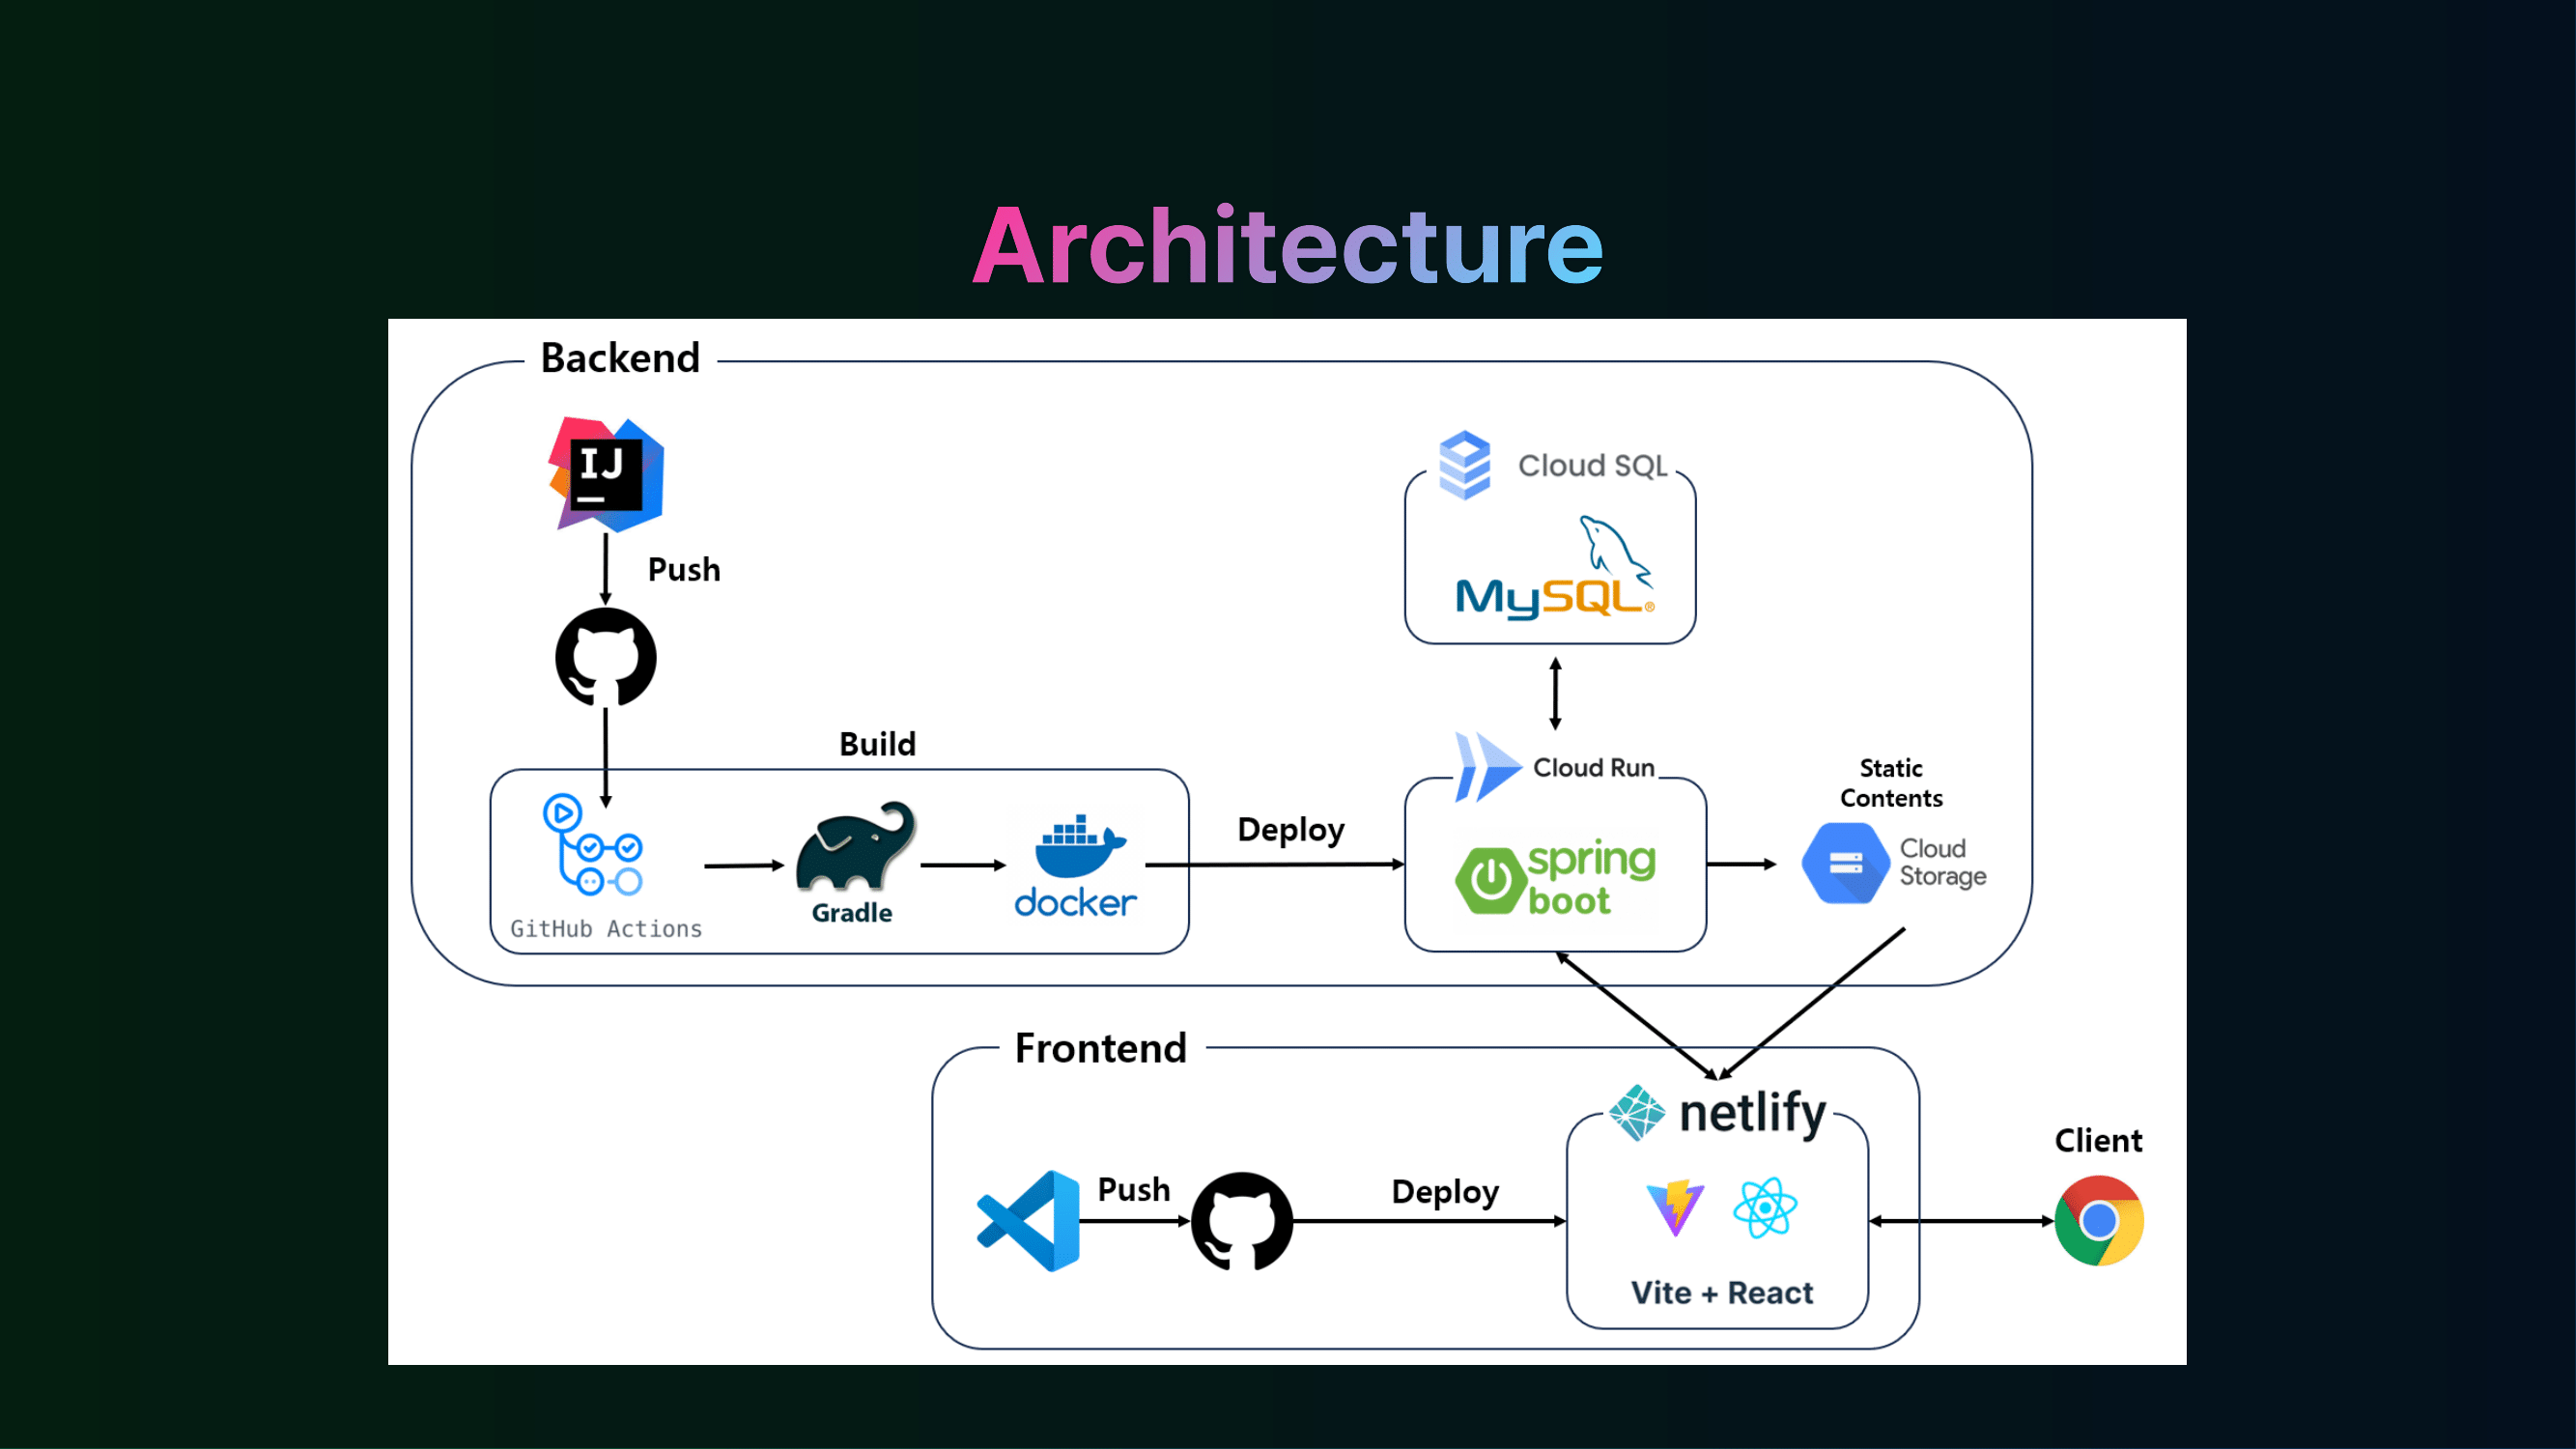 Architecture
Backend
IJ
Push
Cloud SQL
MySQL®
Build
GitHub Actions
Gradle
docker
Deploy
Cloud Run
spring
boot
Static
Contents
Cloud
Storage
Frontend
Push
Deploy
netlify
Vite + React
Client